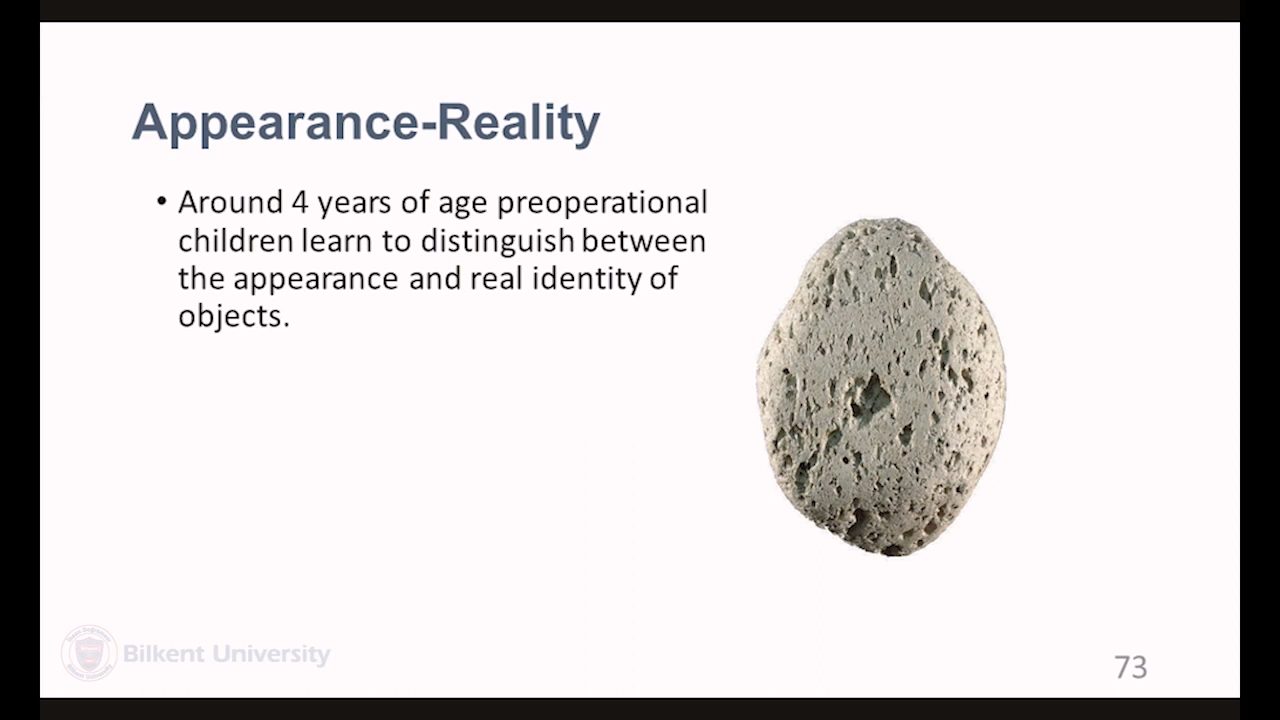 Appearance-Reality
• Around 4 years of age preoperational
children learn to distinguish between
the appearance and real identity of
objects.
Bilkent University
73